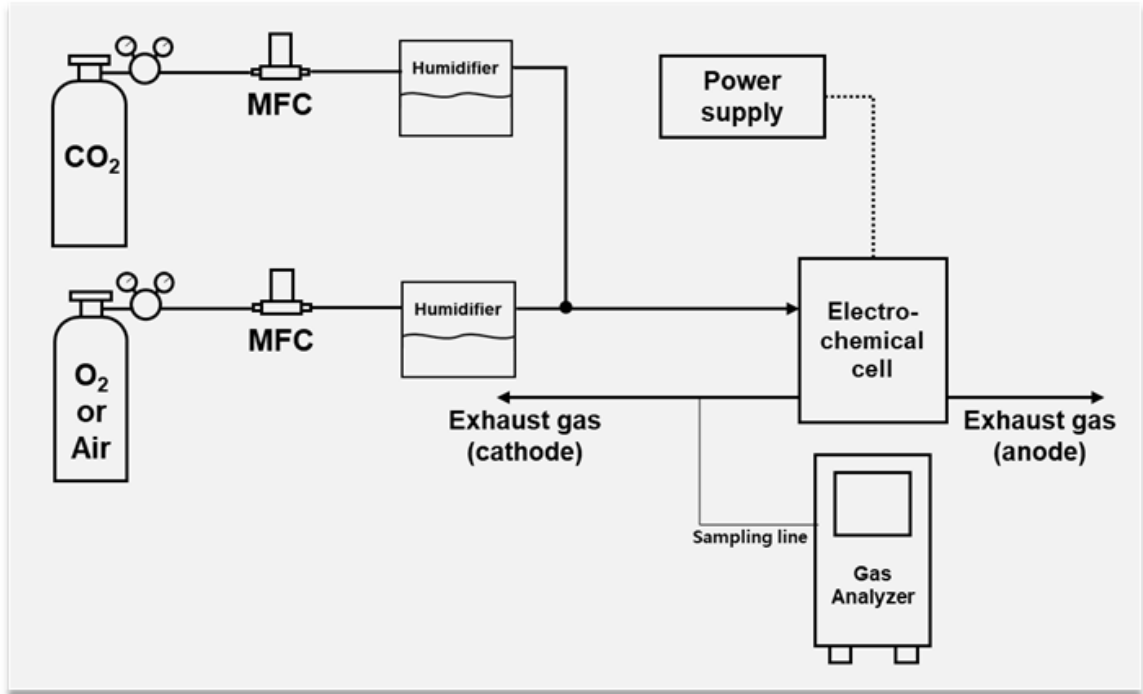 CO₂
MFC
Humidifier
Power
supply
O₂
or
Air
MFC
Humidifier
Electro-
chemical
cell
Exhaust gas
(cathode)
Exhaust gas
(anode)
Sampling line
Gas
Analyzer